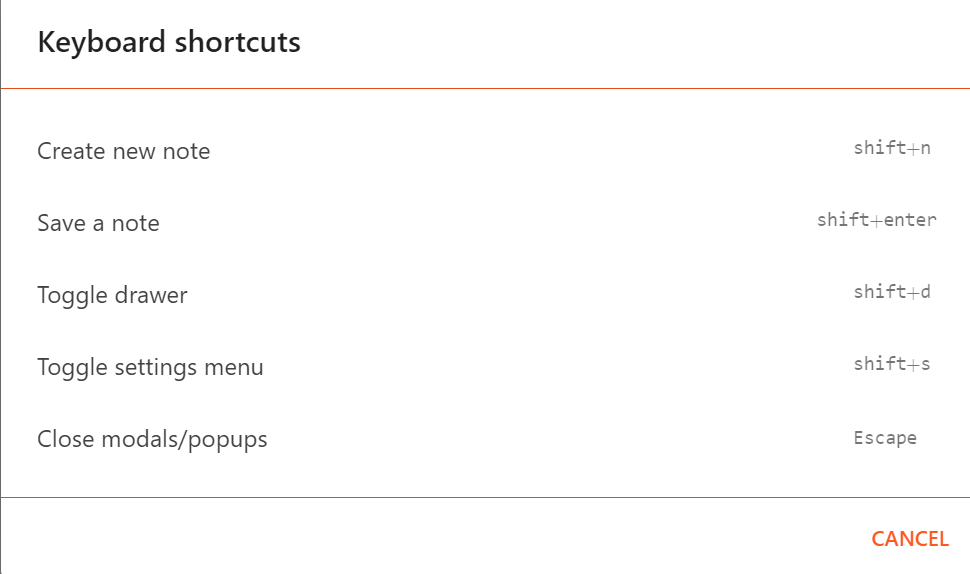 Keyboard shortcuts
Create new note shift+n
Save a note shift+enter
Toggle drawer shift+d
Toggle settings menu shift+s
Close modals/popups Escape
CANCEL